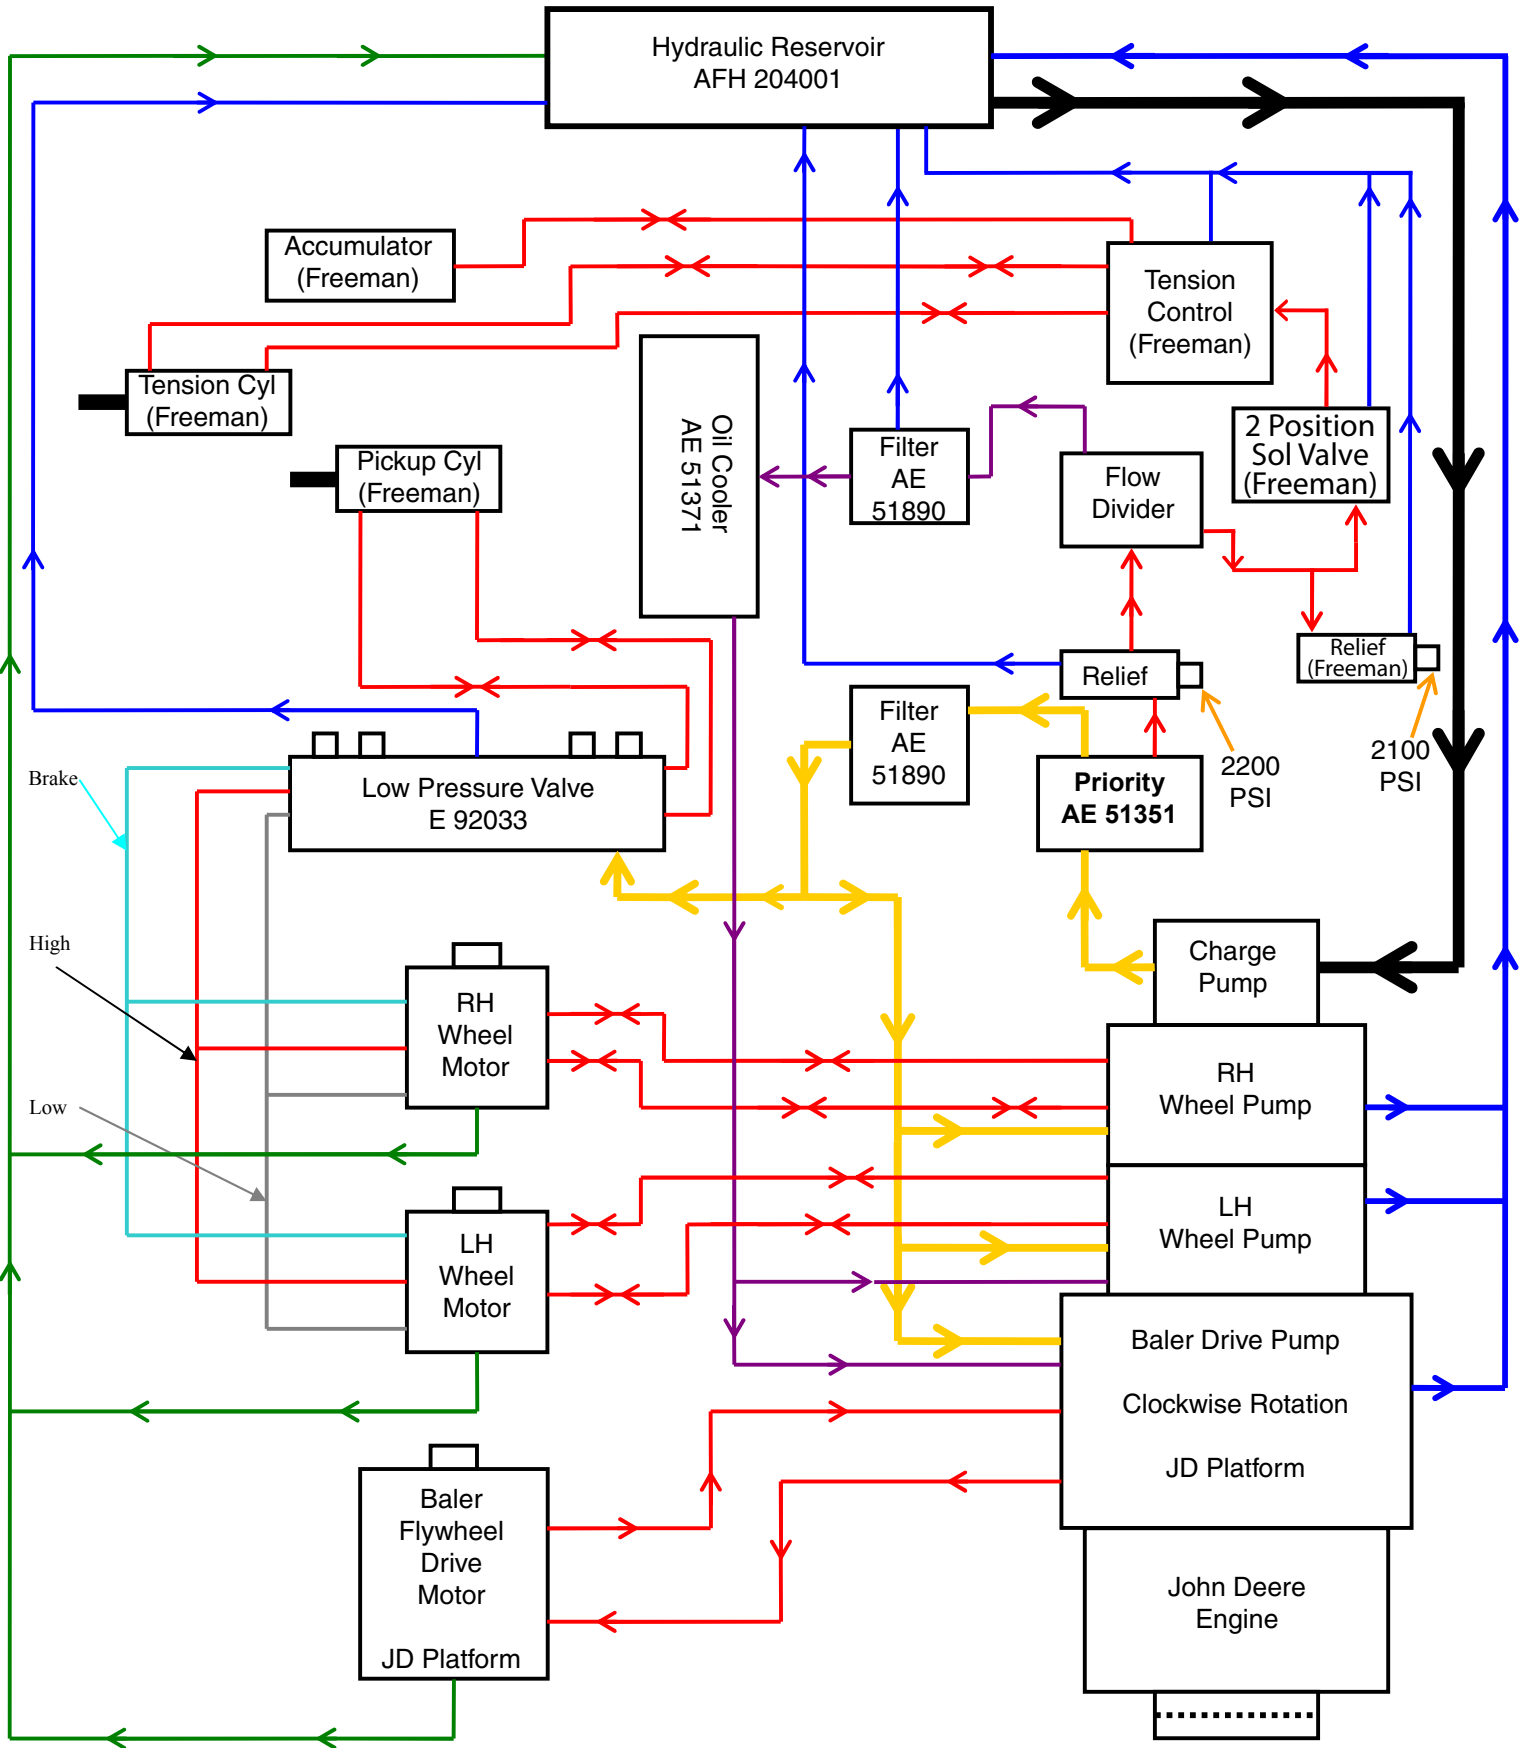 Hydraulic Reservoir
AFH 204001
Accumulator
(Freeman)
Tension
Control
(Freeman)
Tension Cyl
(Freeman)
Oil Cooler
AE 51371
Filter
AE
51890
Flow
Divider
2 Position
Sol Valve
(Freeman)
Pickup Cyl
(Freeman)
Relief
(Freeman)
Relief
2100
PSI
2200
PSI
Filter
AE
51890
Priority
AE 51351
Brake
Low Pressure Valve
E 92033
High
Charge
Pump
RH
Wheel
Motor
RH
Wheel Pump
Low
LH
Wheel
Motor
LH
Wheel Pump
Baler Drive Pump
Clockwise Rotation
JD Platform
Baler
Flywheel
Drive
Motor
JD Platform
John Deere
Engine